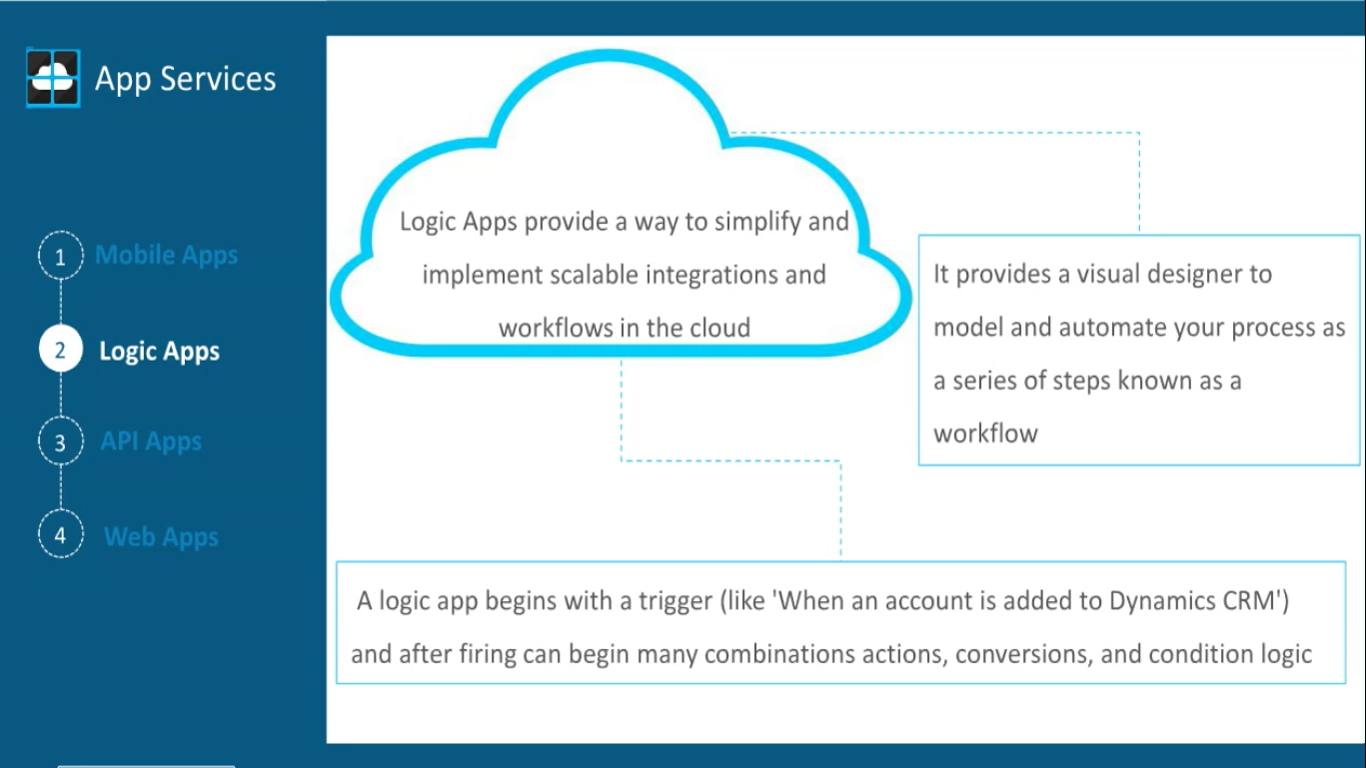 App Services
1 Mobile Apps
2 Logic Apps
3 API Apps
4 Web Apps
Logic Apps provide a way to simplify and
implement scalable integrations and
workflows in the cloud
It provides a visual designer to
model and automate your process as
a series of steps known as a
workflow
A logic app begins with a trigger (like 'When an account is added to Dynamics CRM')
and after firing can begin many combinations actions, conversions, and condition logic